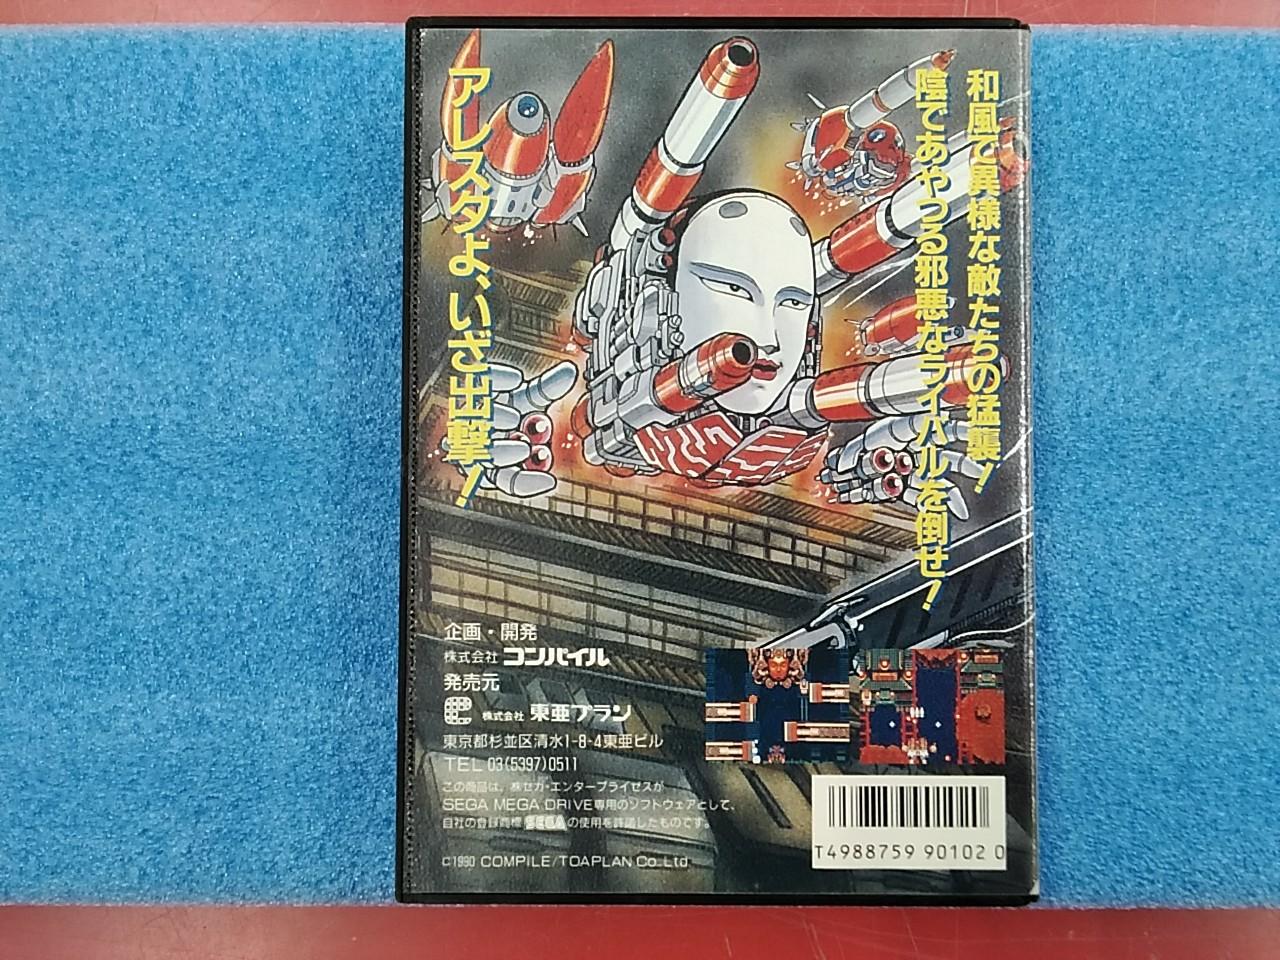 和風で異様な敵たちの猛襲!
陰であやつる邪悪なライバルを倒せ!
アレスタよ、いざ出撃!
企画・開発
株式会社 コンパイル
発売元
株式会社 東亜プラン
東京都杉並区清水1-8-4東亜ビル
TEL 03(5397)0511
この商品は、㈱セガ・エンタープライゼスが
SEGA MEGA DRIVE専用のソフトウェアとして、
自社の登録商標 SEGA の使用を許諾したものです。
©1990 COMPILE/TOAPLAN Co.,Ltd
T4988759 90102 0